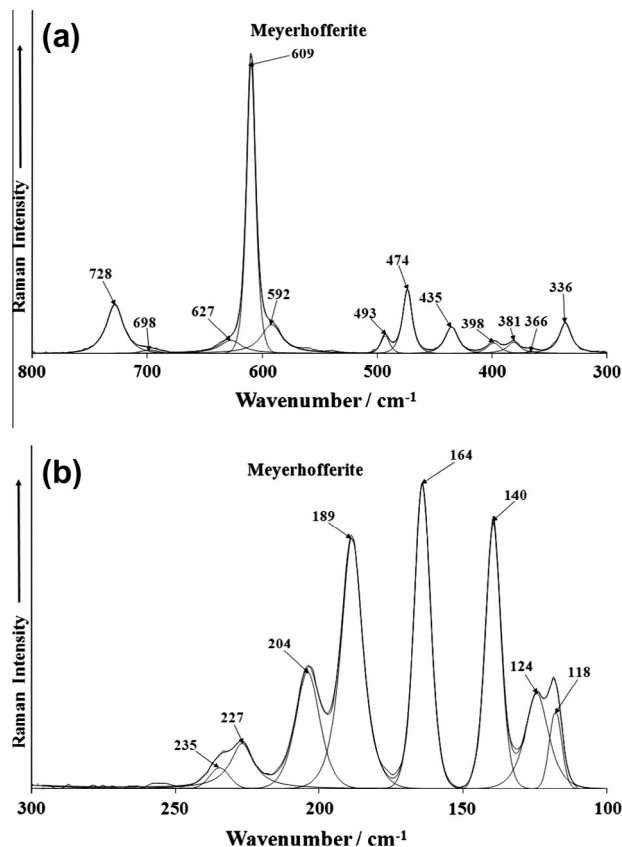 (a)
Meyerhofferite
609
728
698
627
592
493
474
435
398
381
366
336
Raman Intensity
800 700 600 500 400 300
Wavenumber / cm-1
(b)
Meyerhofferite
164
189
140
204
124
118
227
235
Raman Intensity
300 250 200 150 100
Wavenumber / cm-1